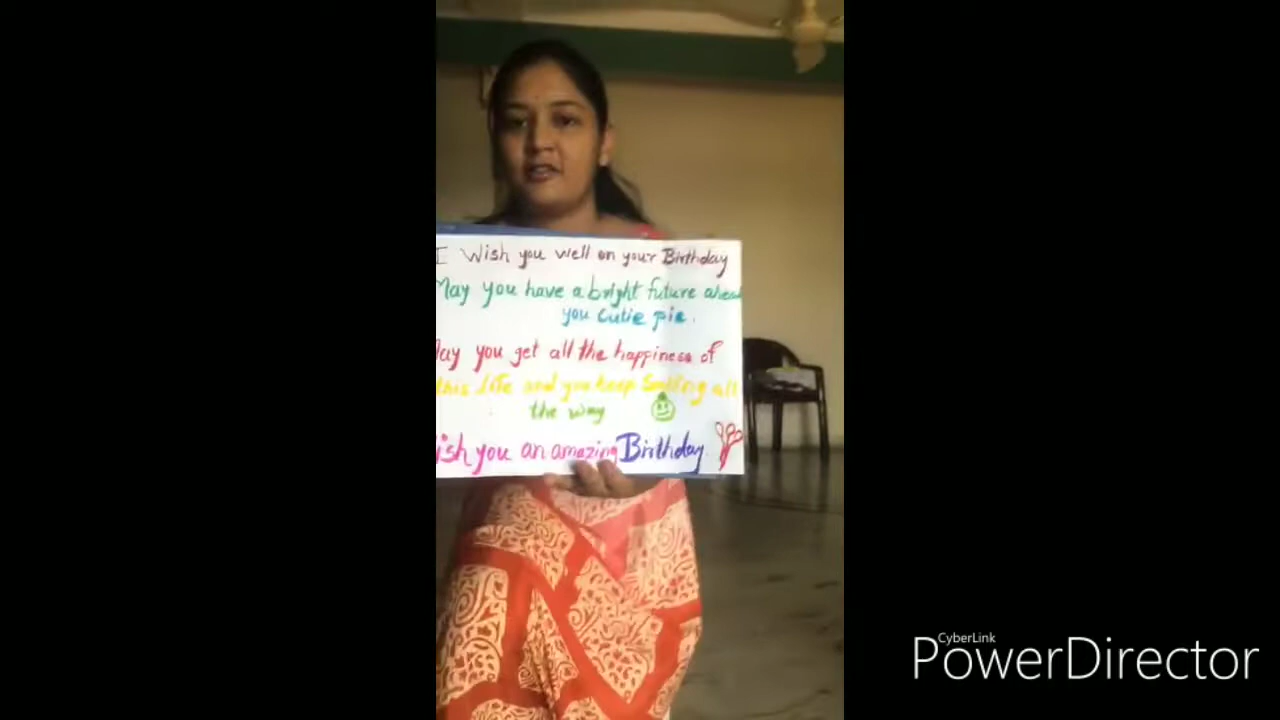 I Wish you well on your Birthday
May you have a bright future ahead
you cutie pie.
May you get all the happiness of
this life and you keep Smiling all
the way
ish you an amazing Birthday
CyberLink
PowerDirector